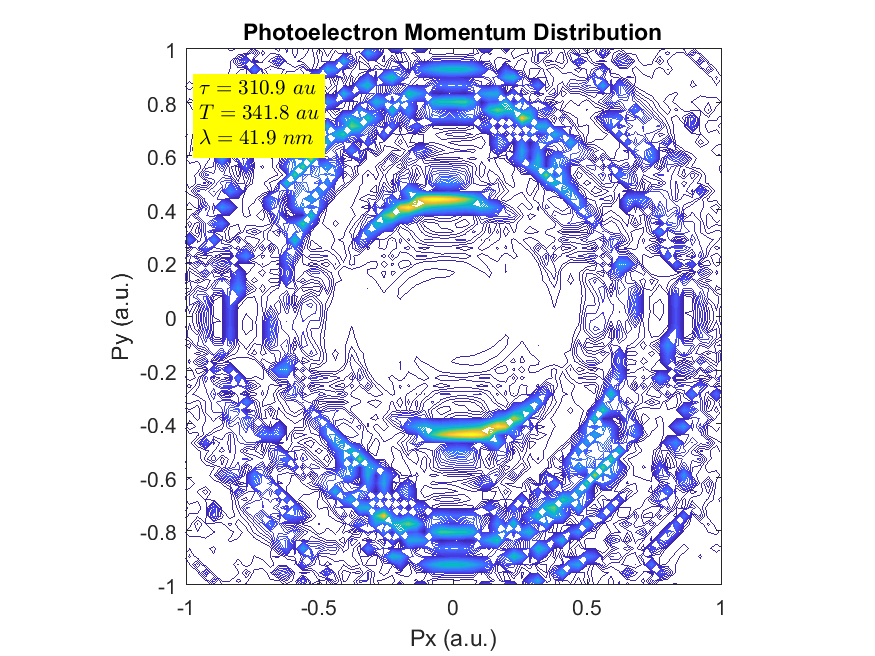 Photoelectron Momentum Distribution
τ = 310.9 au
T = 341.8 au
λ = 41.9 nm
1
0.8
0.6
0.4
0.2
0
-0.2
-0.4
-0.6
-0.8
-1
Py (a.u.)
-1 -0.5 0 0.5 1
Px (a.u.)